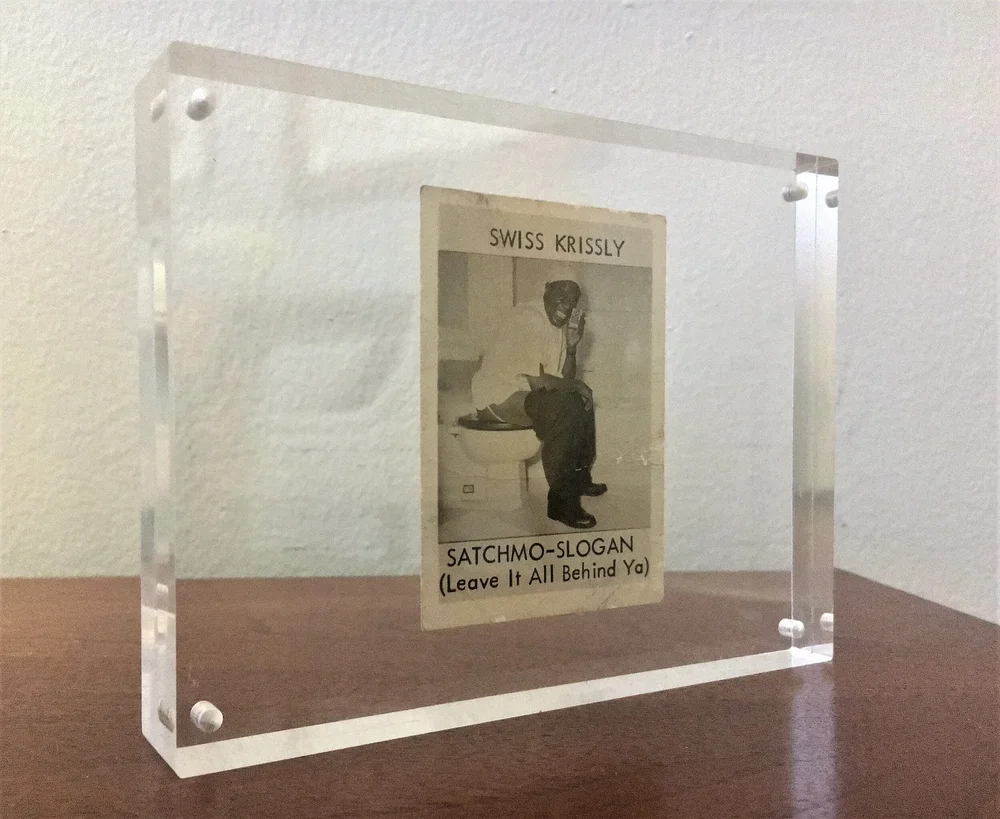 SWISS KRISSLY
SATCHMO-SLOGAN
(Leave It All Behind Ya)